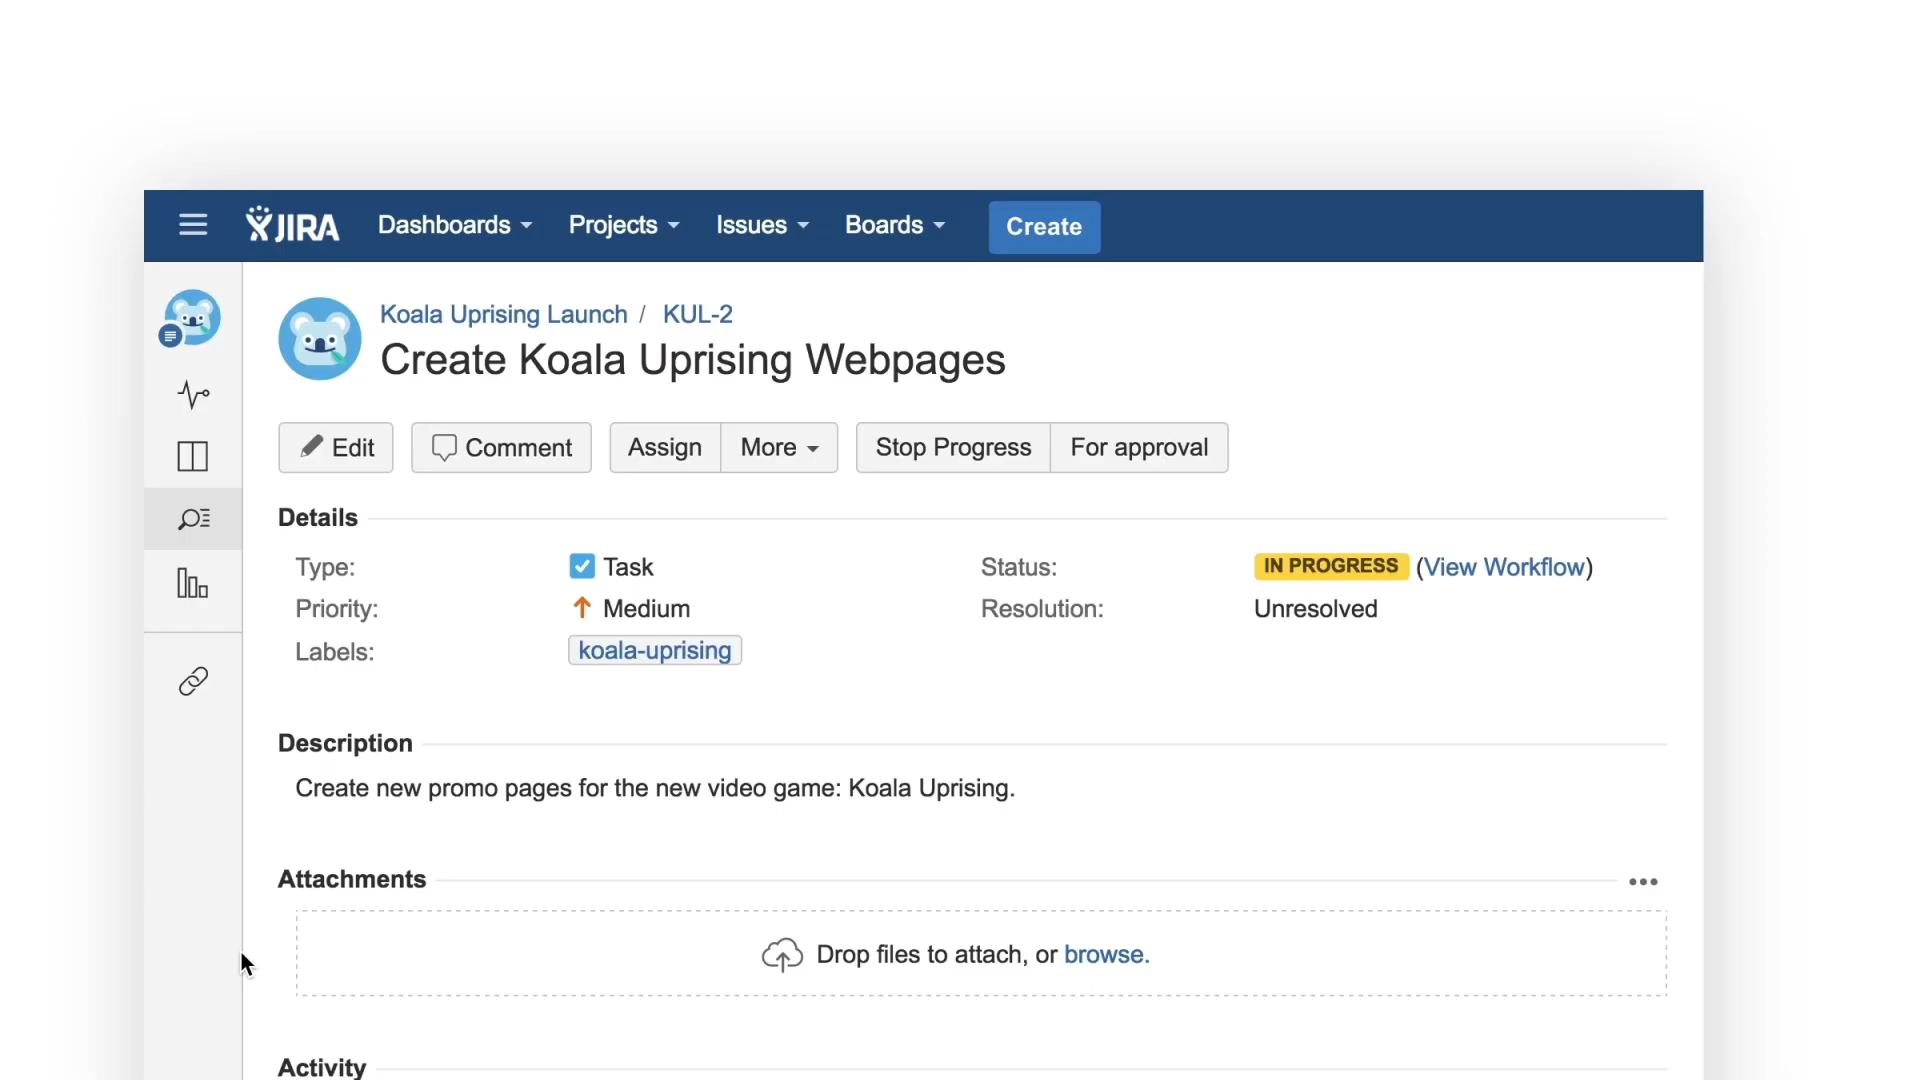 JIRA Dashboards Projects Issues Boards Create
Koala Uprising Launch / KUL-2
Create Koala Uprising Webpages
Edit Comment Assign More Stop Progress For approval
Details
Type: Task Status: IN PROGRESS (View Workflow)
Priority: Medium Resolution: Unresolved
Labels: koala-uprising
Description
Create new promo pages for the new video game: Koala Uprising.
Attachments
Drop files to attach, or browse.
Activity